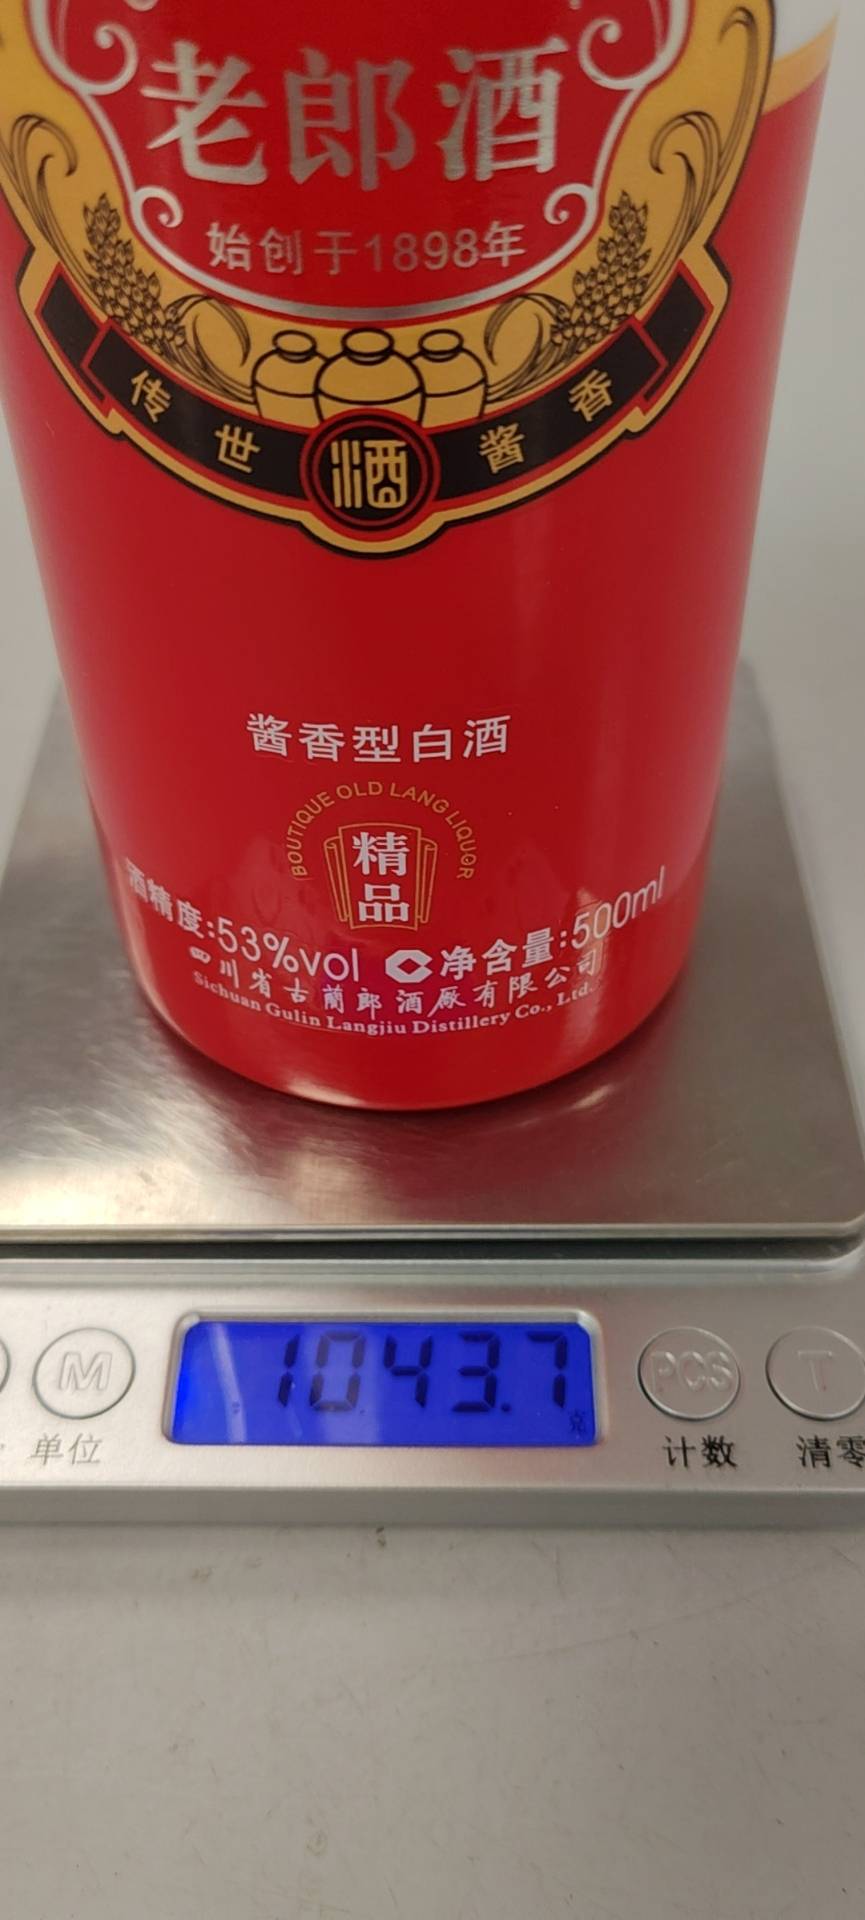 老郎酒
始创于1898年
传世酒酱香
酱香型白酒
BOUTIQUE OLD LANG LIQUOR
精品
酒精度:53%vol 净含量:500ml
四川省古蔺郎酒厰有限公司
Sichuan Gulin Langjiu Distillery Co., Ltd.
1043.7
克
M PCS T
单位 计数 清零